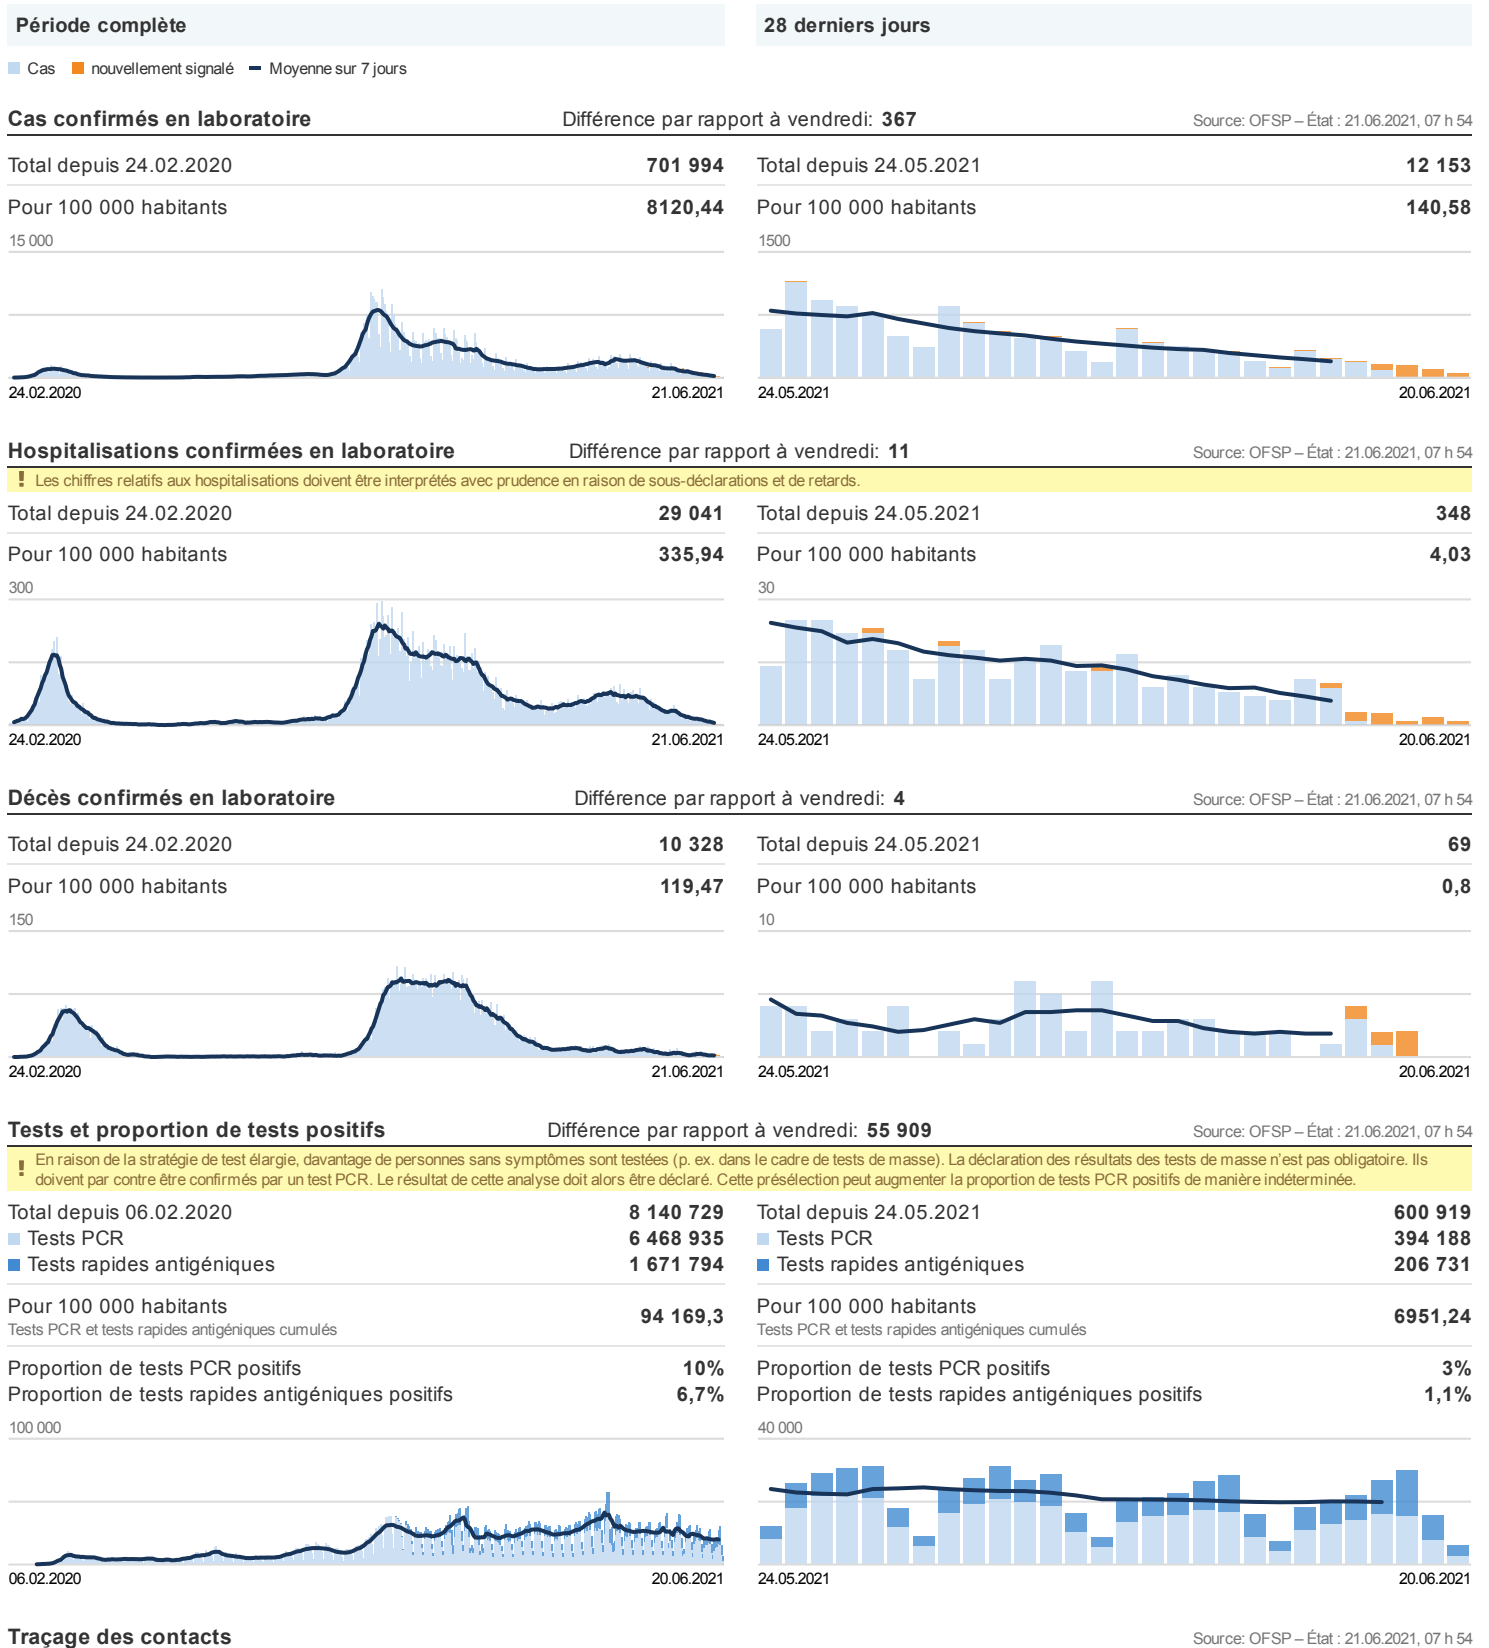 Période complète
28 derniers jours
Cas nouvellement signalé Moyenne sur 7 jours
Cas confirmés en laboratoire Différence par rapport à vendredi: 367 Source: OFSP – État : 21.06.2021, 07 h 54
Total depuis 24.02.2020 701 994
Pour 100 000 habitants 8120,44
15 000
24.02.2020 21.06.2021
Total depuis 24.05.2021 12 153
Pour 100 000 habitants 140,58
1500
24.05.2021 20.06.2021
Hospitalisations confirmées en laboratoire Différence par rapport à vendredi: 11 Source: OFSP – État : 21.06.2021, 07 h 54
! Les chiffres relatifs aux hospitalisations doivent être interprétés avec prudence en raison de sous-déclarations et de retards.
Total depuis 24.02.2020 29 041
Pour 100 000 habitants 335,94
300
24.02.2020 21.06.2021
Total depuis 24.05.2021 348
Pour 100 000 habitants 4,03
30
24.05.2021 20.06.2021
Décès confirmés en laboratoire Différence par rapport à vendredi: 4 Source: OFSP – État : 21.06.2021, 07 h 54
Total depuis 24.02.2020 10 328
Pour 100 000 habitants 119,47
150
24.02.2020 21.06.2021
Total depuis 24.05.2021 69
Pour 100 000 habitants 0,8
10
24.05.2021 20.06.2021
Tests et proportion de tests positifs Différence par rapport à vendredi: 55 909 Source: OFSP – État : 21.06.2021, 07 h 54
! En raison de la stratégie de test élargie, davantage de personnes sans symptômes sont testées (p. ex. dans le cadre de tests de masse). La déclaration des résultats des tests de masse n'est pas obligatoire. Ils
doivent par contre être confirmés par un test PCR. Le résultat de cette analyse doit alors être déclaré. Cette présélection peut augmenter la proportion de tests PCR positifs de manière indéterminée.
Total depuis 06.02.2020 8 140 729
Tests PCR 6 468 935
Tests rapides antigéniques 1 671 794
Pour 100 000 habitants 94 169,3
Tests PCR et tests rapides antigéniques cumulés
Proportion de tests PCR positifs 10%
Proportion de tests rapides antigéniques positifs 6,7%
100 000
06.02.2020 20.06.2021
Total depuis 24.05.2021 600 919
Tests PCR 394 188
Tests rapides antigéniques 206 731
Pour 100 000 habitants 6951,24
Tests PCR et tests rapides antigéniques cumulés
Proportion de tests PCR positifs 3%
Proportion de tests rapides antigéniques positifs 1,1%
40 000
24.05.2021 20.06.2021
Traçage des contacts Source: OFSP – État : 21.06.2021, 07 h 54